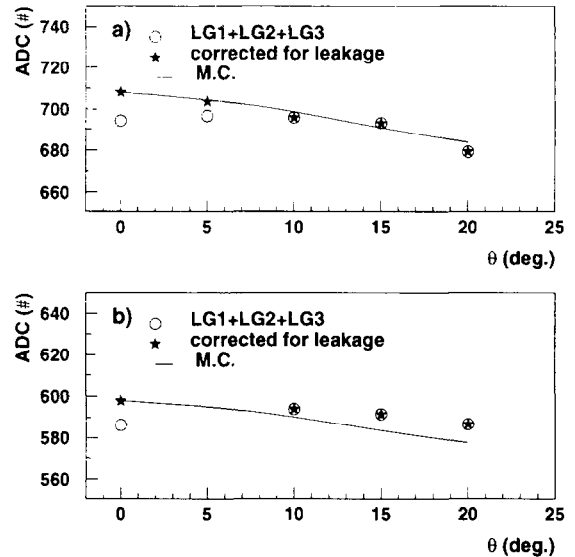 ADC (#)
740
720
700
680
660
a)
LG1+LG2+LG3
corrected for leakage
M.C.
0 5 10 15 20 25
θ (deg.)
ADC (#)
640
620
600
580
560
b)
LG1+LG2+LG3
corrected for leakage
M.C.
0 5 10 15 20 25
θ (deg.)